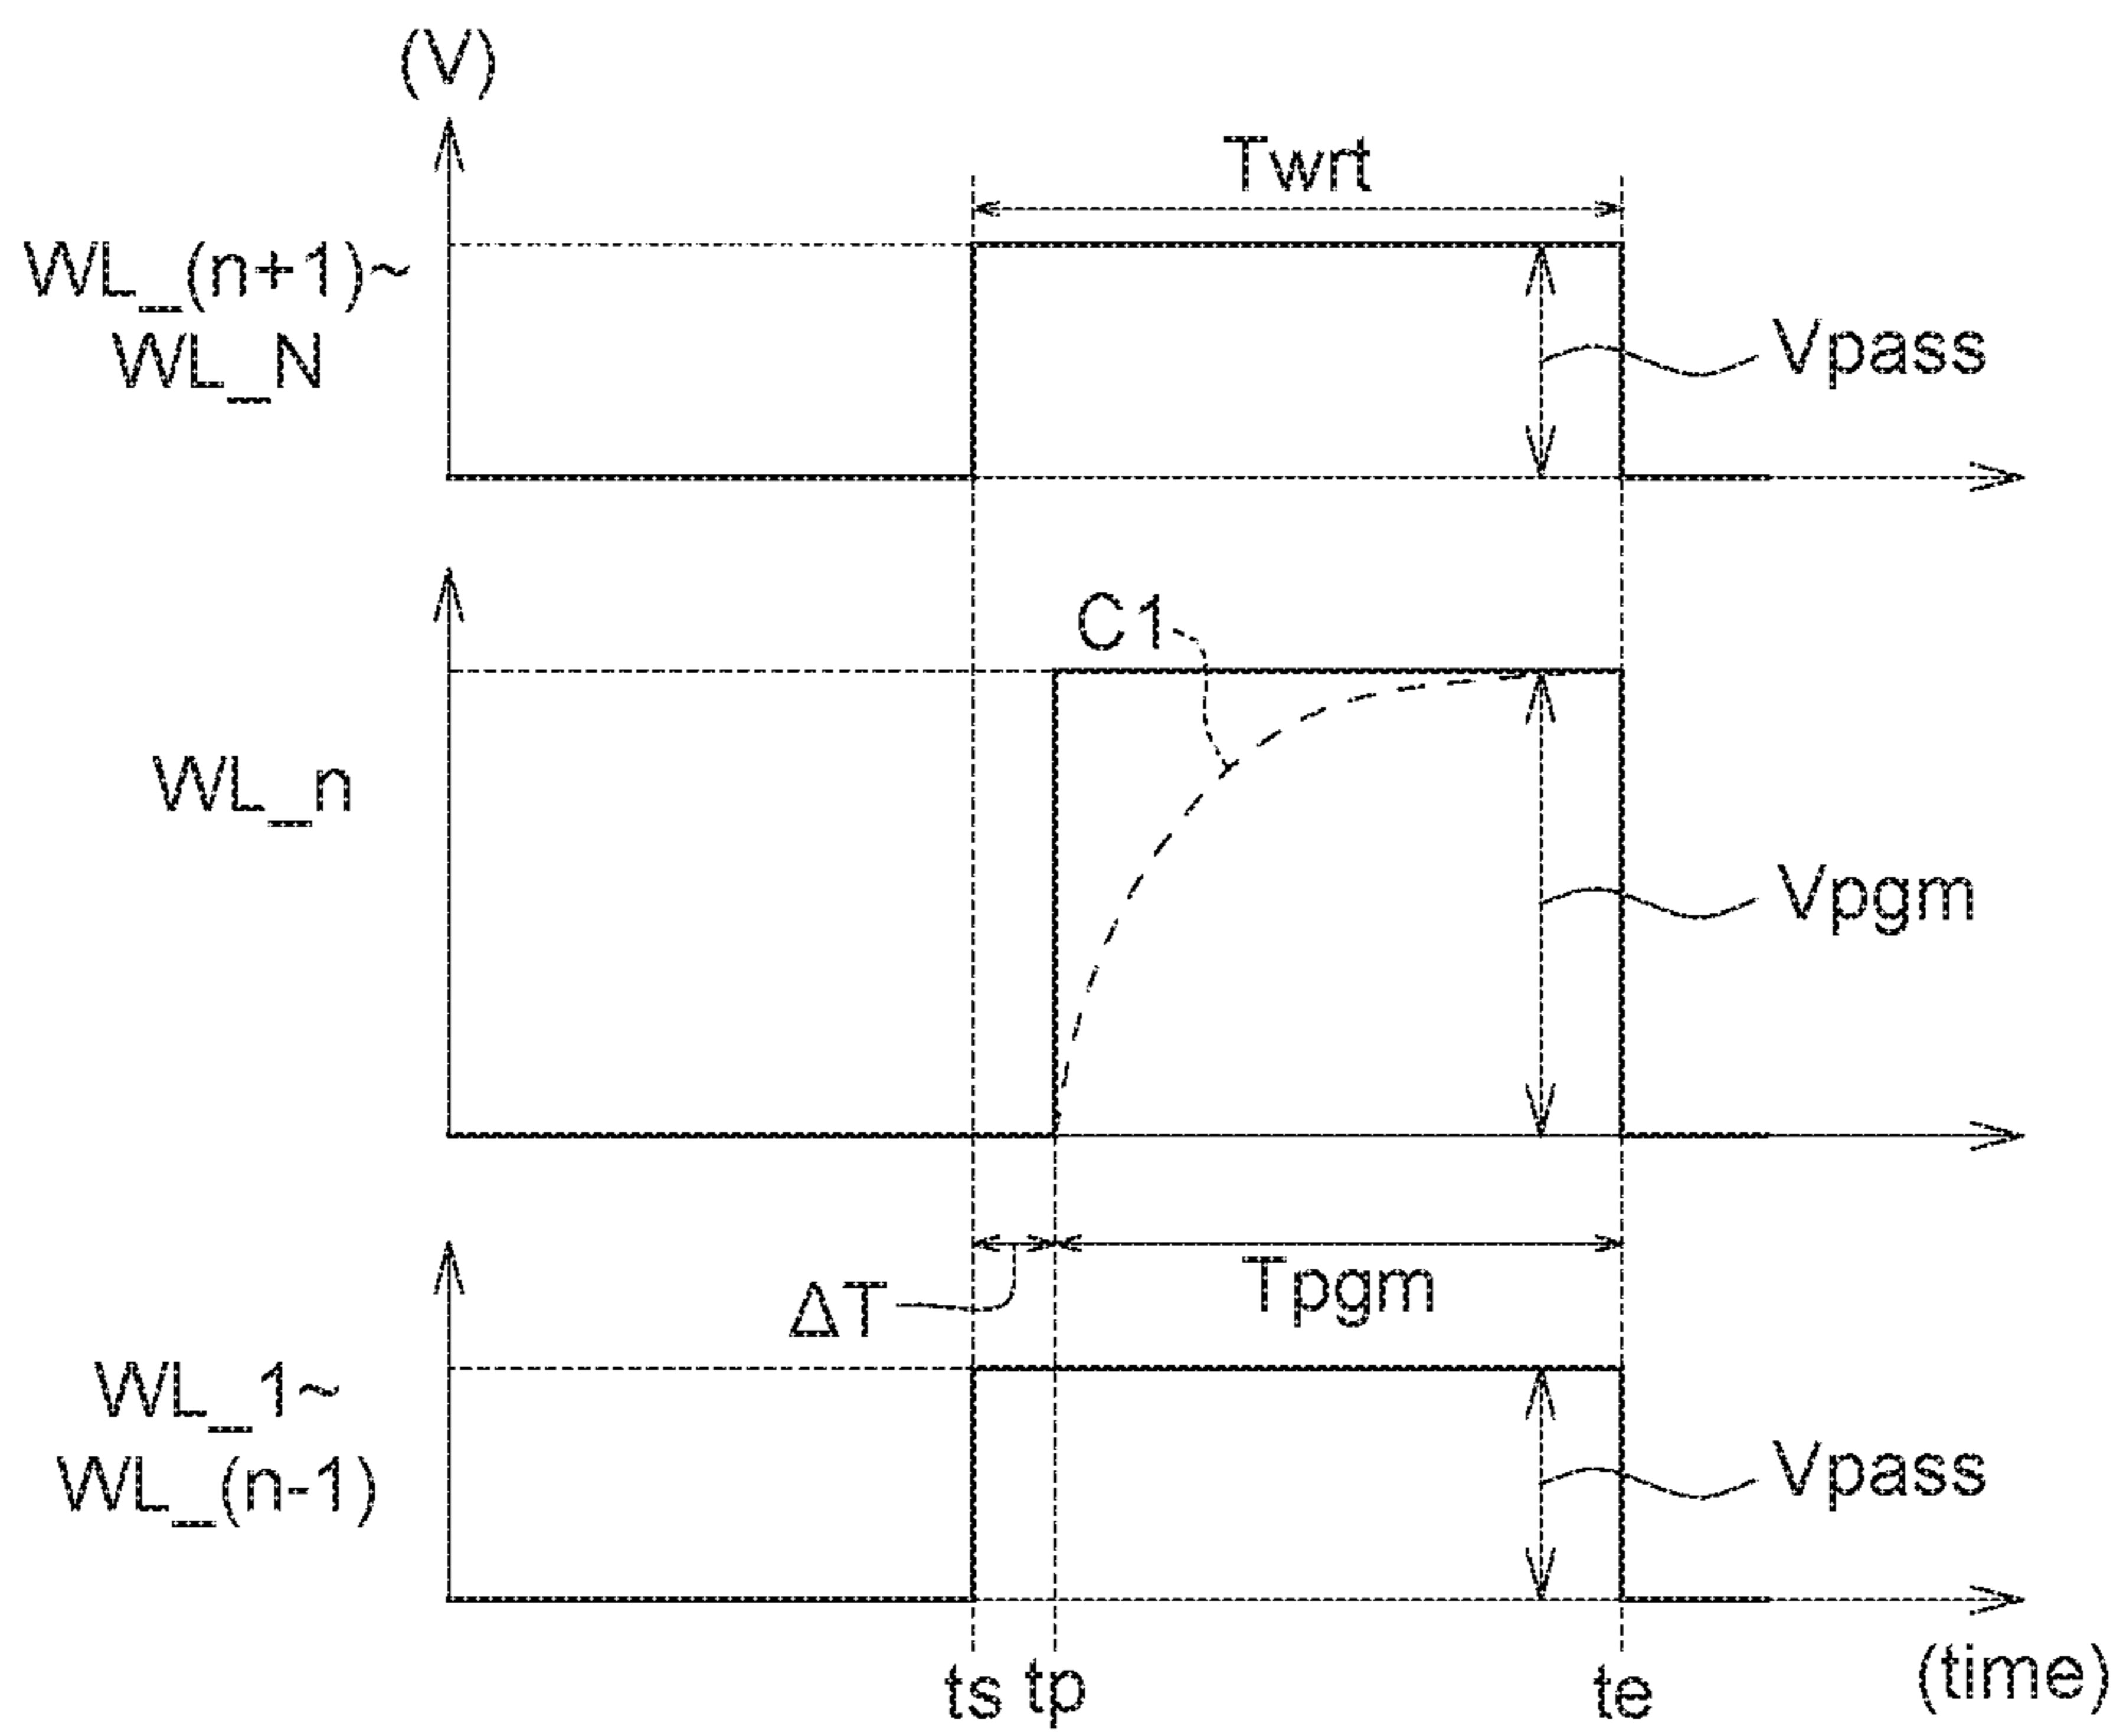 (V)
Twrt
WL_(n+1)~
WL_N
Vpass
C1
WL_n
Vpgm
ΔT
Tpgm
WL_1~
WL_(n-1)
Vpass
ts tp te
(time)